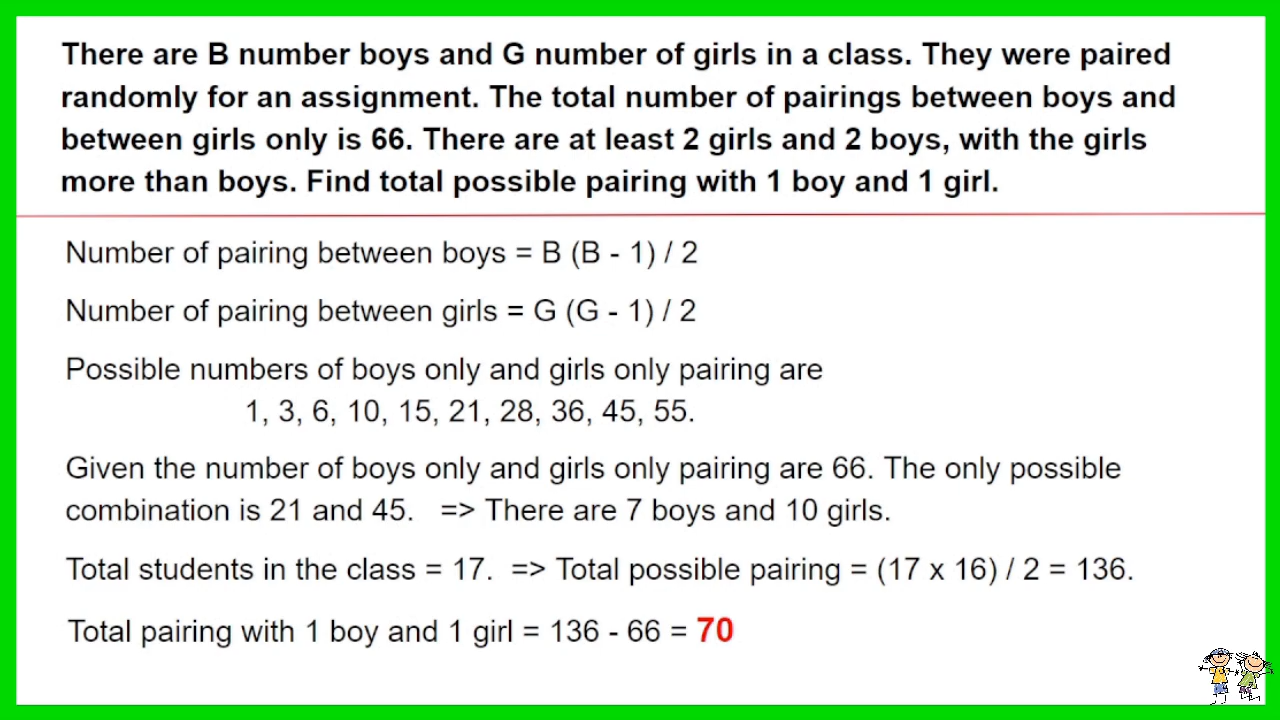 There are B number boys and G number of girls in a class. They were paired
randomly for an assignment. The total number of pairings between boys and
between girls only is 66. There are at least 2 girls and 2 boys, with the girls
more than boys. Find total possible pairing with 1 boy and 1 girl.
Number of pairing between boys = B (B - 1) / 2
Number of pairing between girls = G (G - 1) / 2
Possible numbers of boys only and girls only pairing are
1, 3, 6, 10, 15, 21, 28, 36, 45, 55.
Given the number of boys only and girls only pairing are 66. The only possible
combination is 21 and 45. => There are 7 boys and 10 girls.
Total students in the class = 17. => Total possible pairing = (17 x 16) / 2 = 136.
Total pairing with 1 boy and 1 girl = 136 - 66 = 70